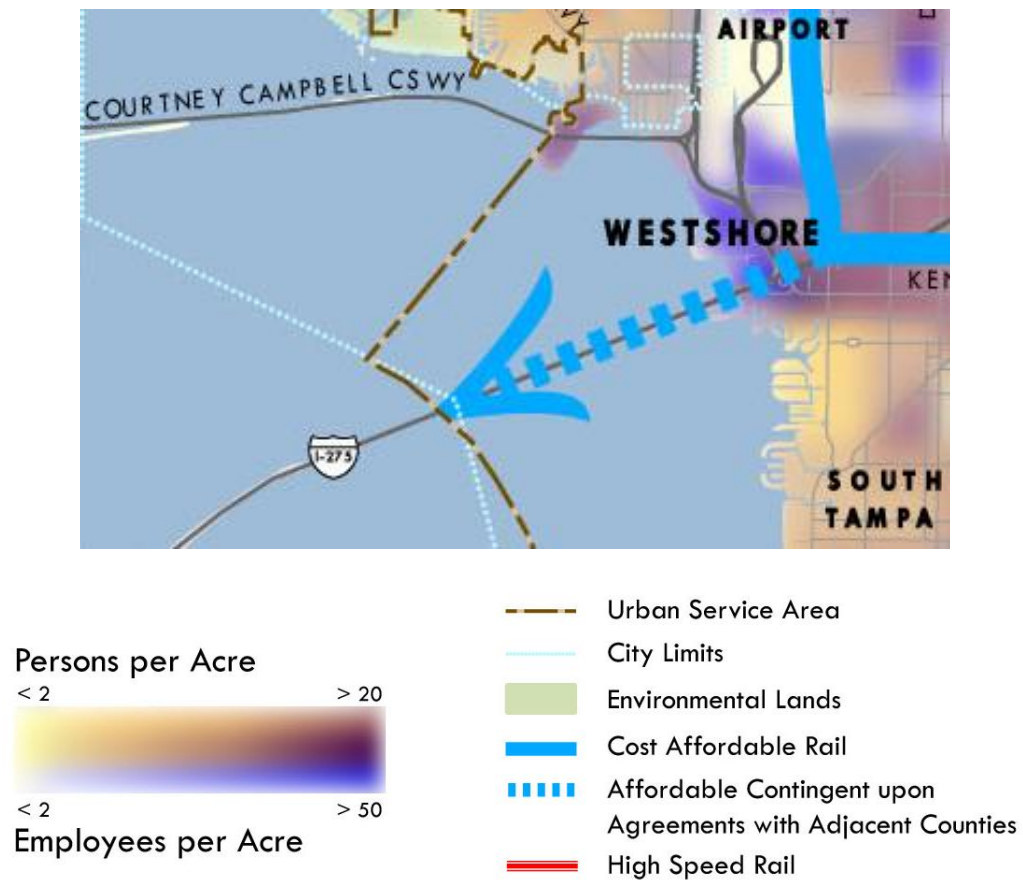 WY
AIRPORT
COURTNEY CAMPBELL CSWY
WESTSHORE
KEN
I-275
SOUTH
TAMPA
Persons per Acre
< 2 > 20
< 2 > 50
Employees per Acre
Urban Service Area
City Limits
Environmental Lands
Cost Affordable Rail
Affordable Contingent upon
Agreements with Adjacent Counties
High Speed Rail